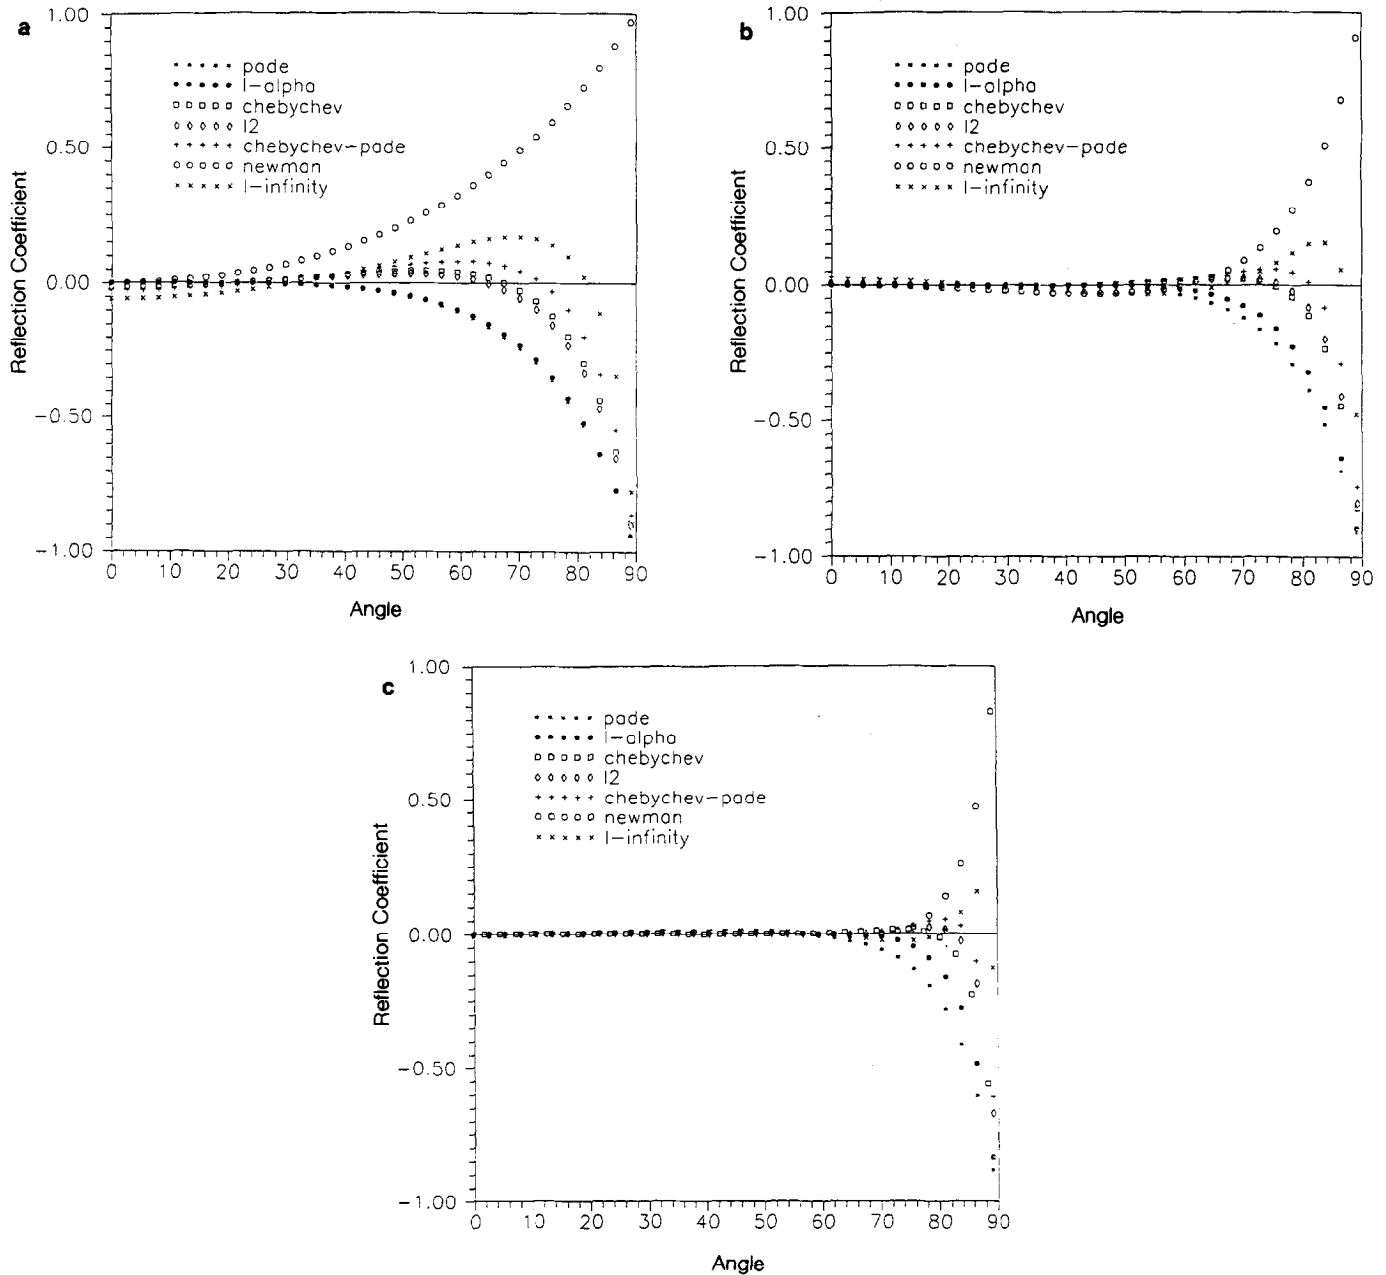 a
1.00
0.50
0.00
−0.50
−1.00
Reflection Coefficient
pade
l-alpha
chebychev
l2
chebychev-pade
newman
l-infinity
0 10 20 30 40 50 60 70 80 90
Angle
b
1.00
0.50
0.00
−0.50
−1.00
Reflection Coefficient
pade
l-alpha
chebychev
l2
chebychev-pade
newman
l-infinity
0 10 20 30 40 50 60 70 80 90
Angle
c
1.00
0.50
0.00
−0.50
−1.00
Reflection Coefficient
pade
l-alpha
chebychev
l2
chebychev-pade
newman
l-infinity
0 10 20 30 40 50 60 70 80 90
Angle